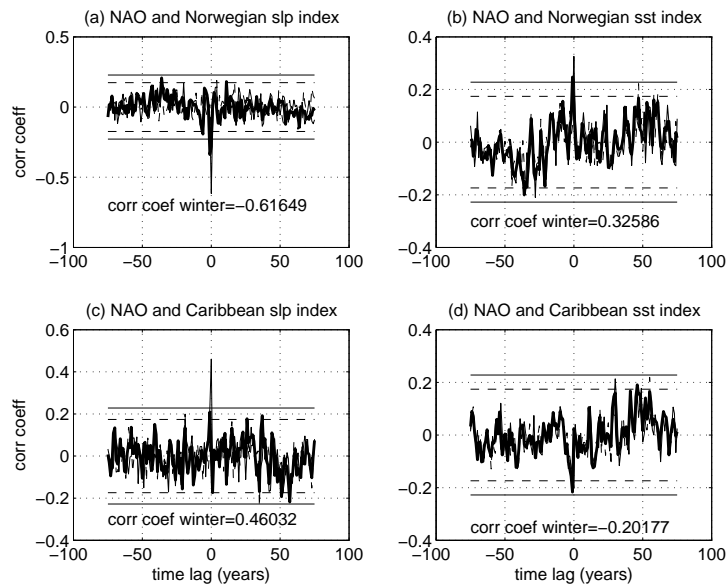 (a) NAO and Norwegian slp index
0.5
0
−0.5
−1
corr coeff
corr coef winter=−0.61649
−100 −50 0 50 100
(b) NAO and Norwegian sst index
0.4
0.2
0
−0.2
−0.4
corr coef winter=0.32586
−100 −50 0 50 100
(c) NAO and Caribbean slp index
0.6
0.4
0.2
0
−0.2
−0.4
corr coeff
corr coef winter=0.46032
−100 −50 0 50 100
time lag (years)
(d) NAO and Caribbean sst index
0.4
0.2
0
−0.2
−0.4
corr coef winter=−0.20177
−100 −50 0 50 100
time lag (years)